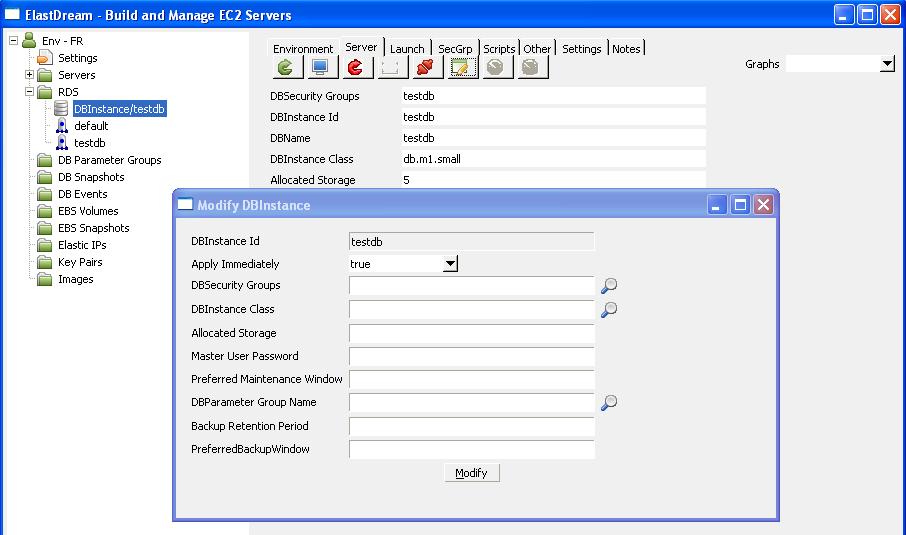 ElastDream - Build and Manage EC2 Servers
Env - FR
Settings
Servers
RDS
DBInstance/testdb
default
testdb
DB Parameter Groups
DB Snapshots
DB Events
EBS Volumes
EBS Snapshots
Elastic IPs
Key Pairs
Images
Environment Server Launch SecGrp Scripts Other Settings Notes
Graphs
DBSecurity Groups testdb
DBInstance Id testdb
DBName testdb
DBInstance Class db.m1.small
Allocated Storage 5
Modify DBInstance
DBInstance Id testdb
Apply Immediately true
DBSecurity Groups
DBInstance Class
Allocated Storage
Master User Password
Preferred Maintenance Window
DBParameter Group Name
Backup Retention Period
PreferredBackupWindow
Modify